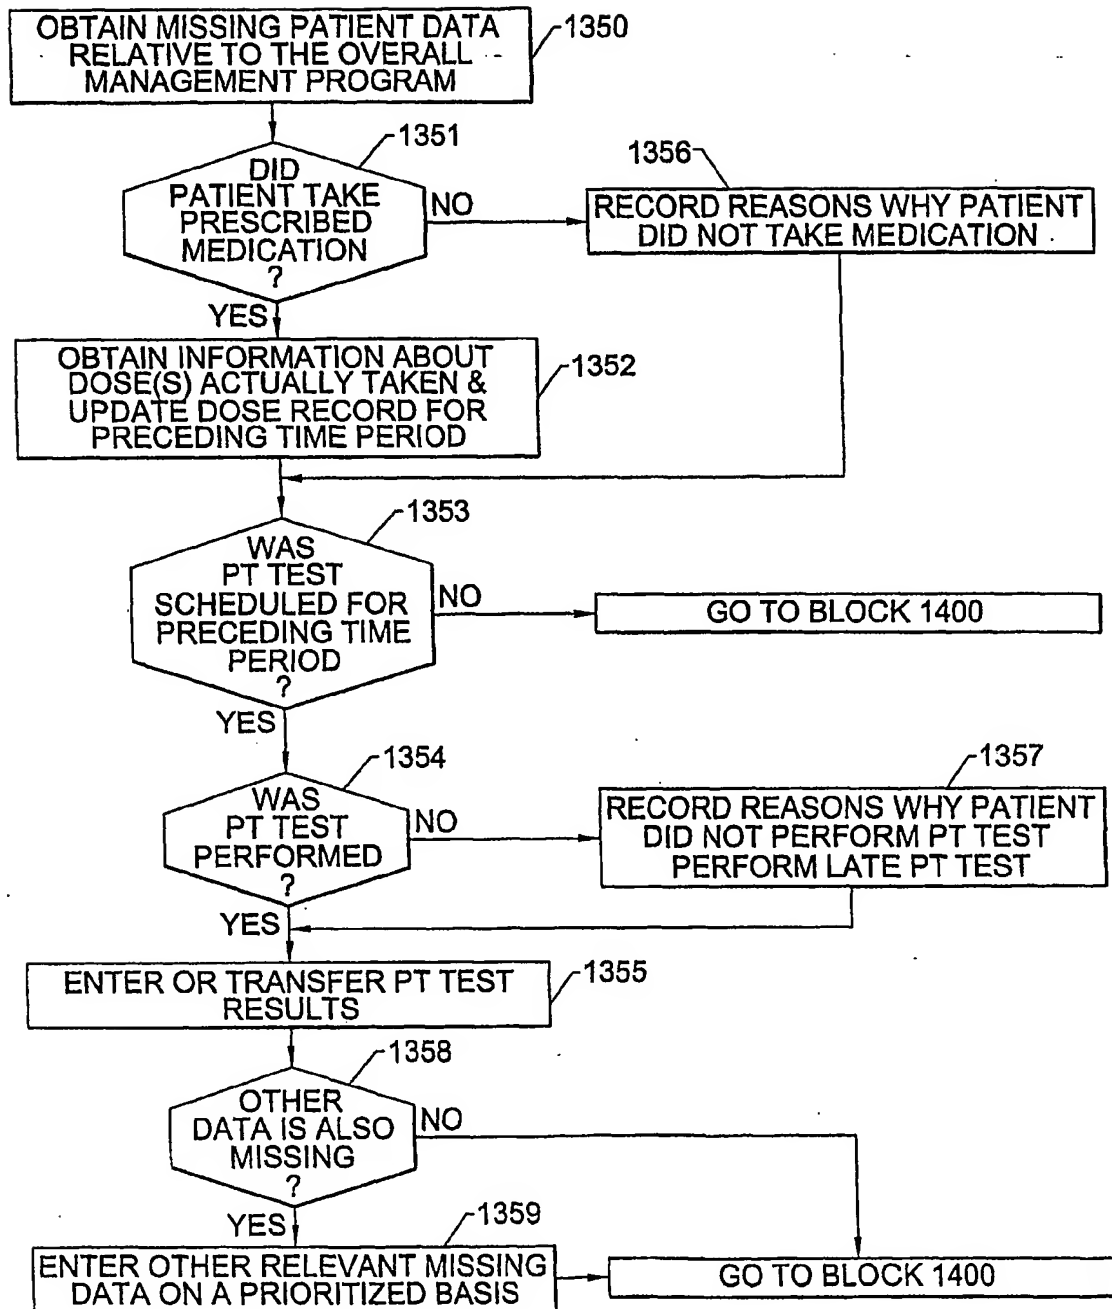 OBTAIN MISSING PATIENT DATA
RELATIVE TO THE OVERALL
MANAGEMENT PROGRAM
1350
1351
DID
PATIENT TAKE
PRESCRIBED
MEDICATION
?
NO
1356
RECORD REASONS WHY PATIENT
DID NOT TAKE MEDICATION
YES
OBTAIN INFORMATION ABOUT
DOSE(S) ACTUALLY TAKEN &
UPDATE DOSE RECORD FOR
PRECEDING TIME PERIOD
1352
1353
WAS
PT TEST
SCHEDULED FOR
PRECEDING TIME
PERIOD
?
NO
GO TO BLOCK 1400
YES
1354
WAS
PT TEST
PERFORMED
?
NO
1357
RECORD REASONS WHY PATIENT
DID NOT PERFORM PT TEST
PERFORM LATE PT TEST
YES
ENTER OR TRANSFER PT TEST
RESULTS
1355
1358
OTHER
DATA IS ALSO
MISSING
?
NO
YES
1359
ENTER OTHER RELEVANT MISSING
DATA ON A PRIORITIZED BASIS
GO TO BLOCK 1400